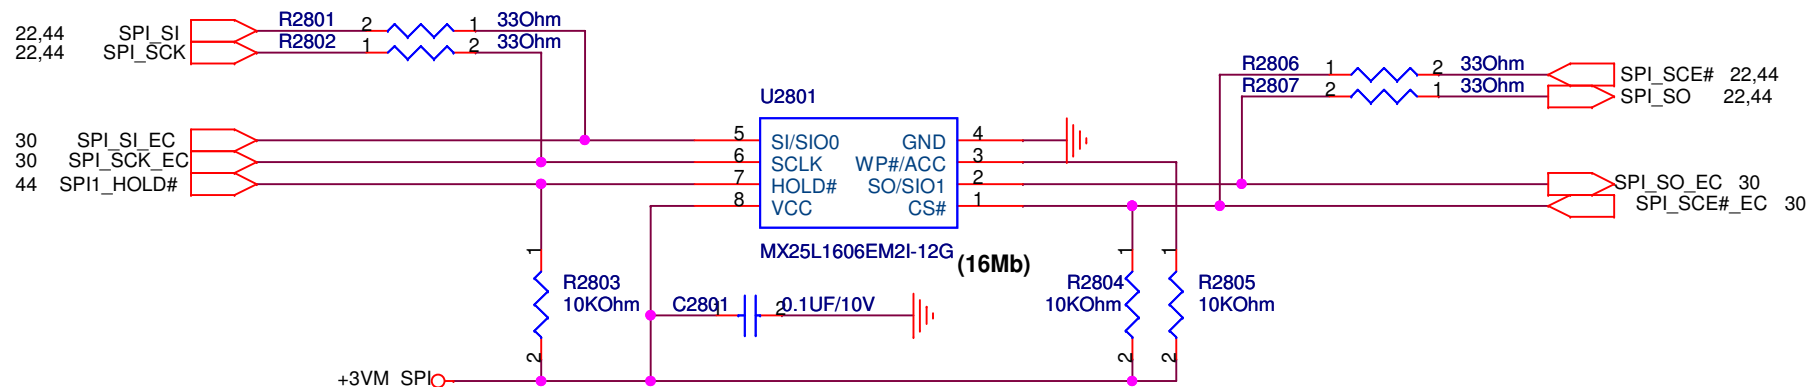 R2801 2 1 33Ohm
22,44 SPI_SI
R2802 1 2 33Ohm
22,44 SPI_SCK
R2806 1 2 33Ohm
SPI_SCE# 22,44
R2807 2 1 33Ohm
SPI_SO 22,44
U2801
30 SPI_SI_EC 5 SI/SIO0 GND 4
30 SPI_SCK_EC 6 SCLK WP#/ACC 3
44 SPI1_HOLD# 7 HOLD# SO/SIO1 2 SPI_SO_EC 30
8 VCC CS# 1 SPI_SCE#_EC 30
MX25L1606EM2I-12G (16Mb)
1 1 1
R2803 R2804 R2805
10KOhm 10KOhm 10KOhm
C2801 1 2 0.1UF/10V
2 2 2
+3VM SPI